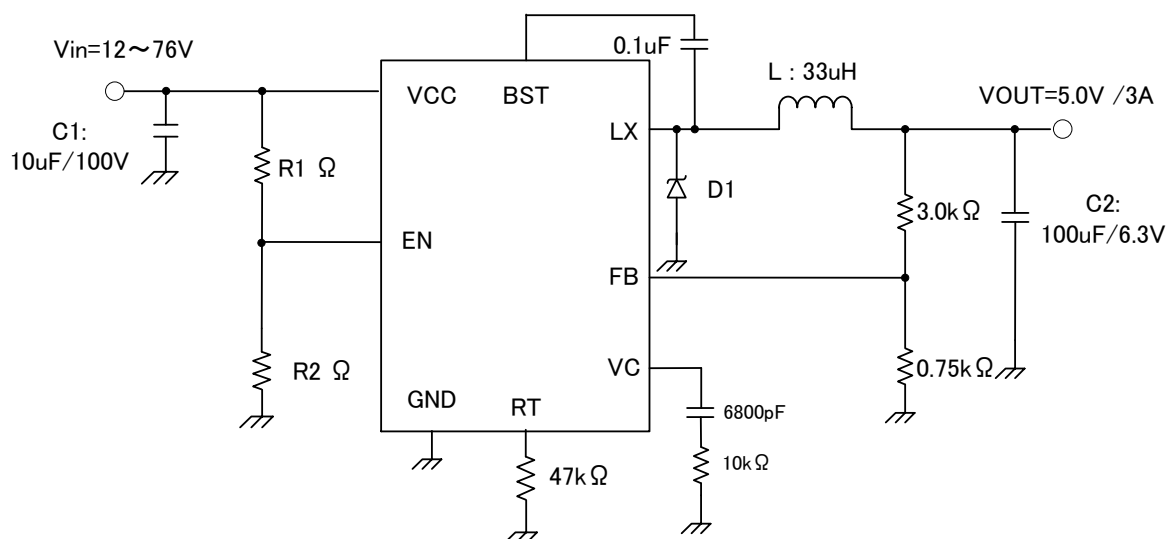 Vin=12～76V
0.1uF
L : 33uH
VOUT=5.0V /3A
VCC
BST
LX
C1:
10uF/100V
R1 Ω
D1
3.0kΩ
C2:
100uF/6.3V
EN
FB
R2 Ω
VC
0.75kΩ
GND
RT
6800pF
10kΩ
47kΩ